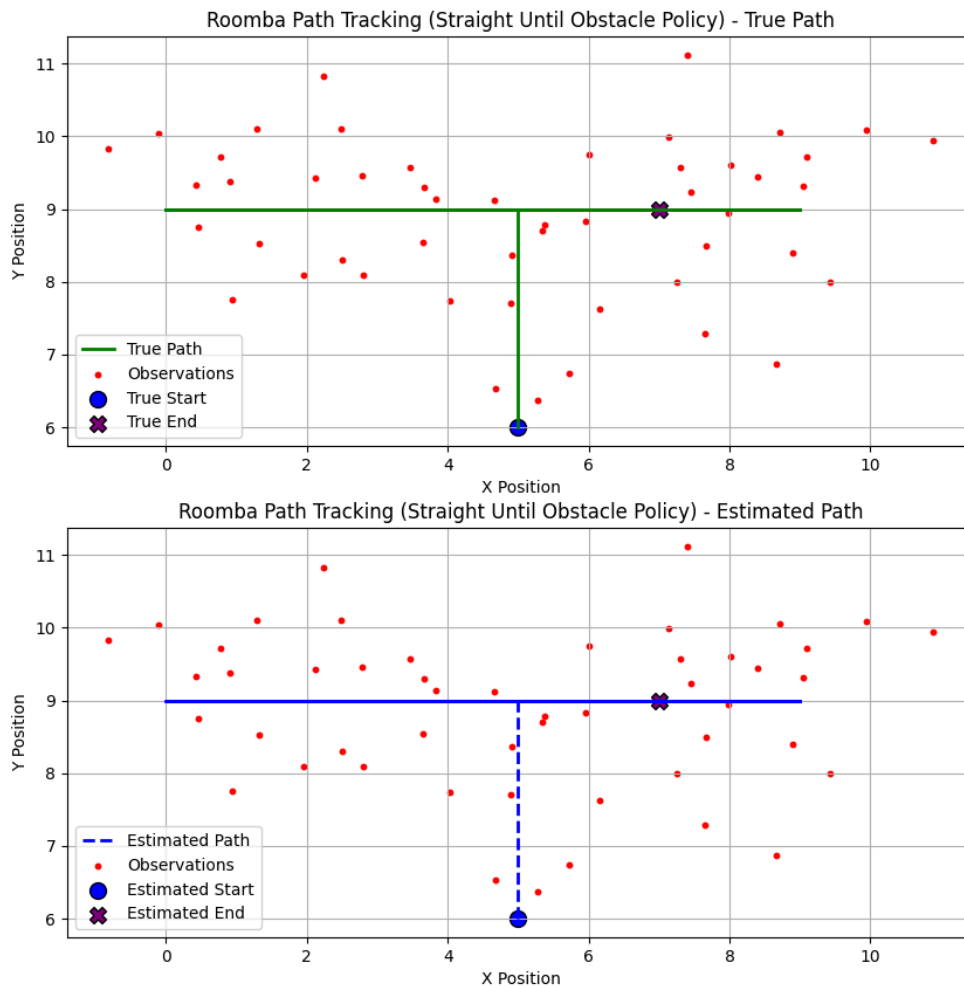 Roomba Path Tracking (Straight Until Obstacle Policy) - True Path
11
10
9
8
7
6
Y Position
True Path
Observations
True Start
True End
0 2 4 6 8 10
X Position
Roomba Path Tracking (Straight Until Obstacle Policy) - Estimated Path
11
10
9
8
7
6
Y Position
Estimated Path
Observations
Estimated Start
Estimated End
0 2 4 6 8 10
X Position